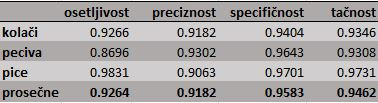 osetljivost preciznost specifičnost tačnost
kolači 0.9266 0.9182 0.9404 0.9346
peciva 0.8696 0.9302 0.9643 0.9308
pice 0.9831 0.9063 0.9701 0.9731
prosečne 0.9264 0.9182 0.9583 0.9462